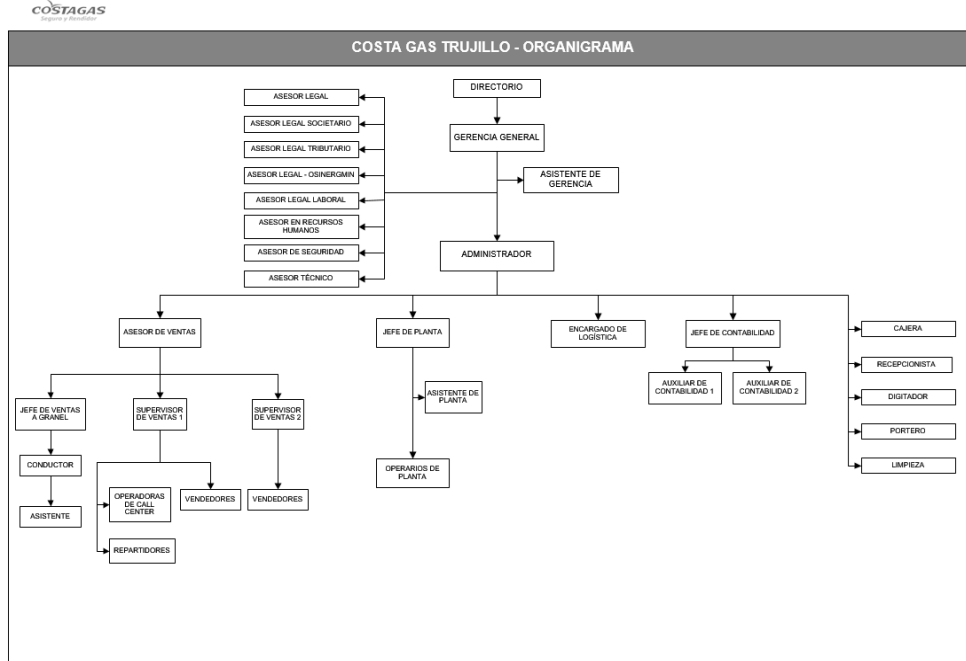 COSTAGAS
Seguro y Rendidor
COSTA GAS TRUJILLO - ORGANIGRAMA
DIRECTORIO
ASESOR LEGAL
ASESOR LEGAL SOCIETARIO
GERENCIA GENERAL
ASESOR LEGAL TRIBUTARIO
ASESOR LEGAL - OSINERGMIN
ASISTENTE DE
GERENCIA
ASESOR LEGAL LABORAL
ASESOR EN RECURSOS
HUMANOS
ASESOR DE SEGURIDAD
ADMINISTRADOR
ASESOR TÉCNICO
ASESOR DE VENTAS
JEFE DE PLANTA
ENCARGADO DE
LOGÍSTICA
JEFE DE CONTABILIDAD
CAJERA
RECEPCIONISTA
AUXILIAR DE
CONTABILIDAD 1
AUXILIAR DE
CONTABILIDAD 2
DIGITADOR
PORTERO
LIMPIEZA
JEFE DE VENTAS
A GRANEL
SUPERVISOR
DE VENTAS 1
SUPERVISOR
DE VENTAS 2
ASISTENTE DE
PLANTA
CONDUCTOR
OPERARIOS DE
PLANTA
ASISTENTE
OPERADORAS
DE CALL
CENTER
VENDEDORES
VENDEDORES
REPARTIDORES